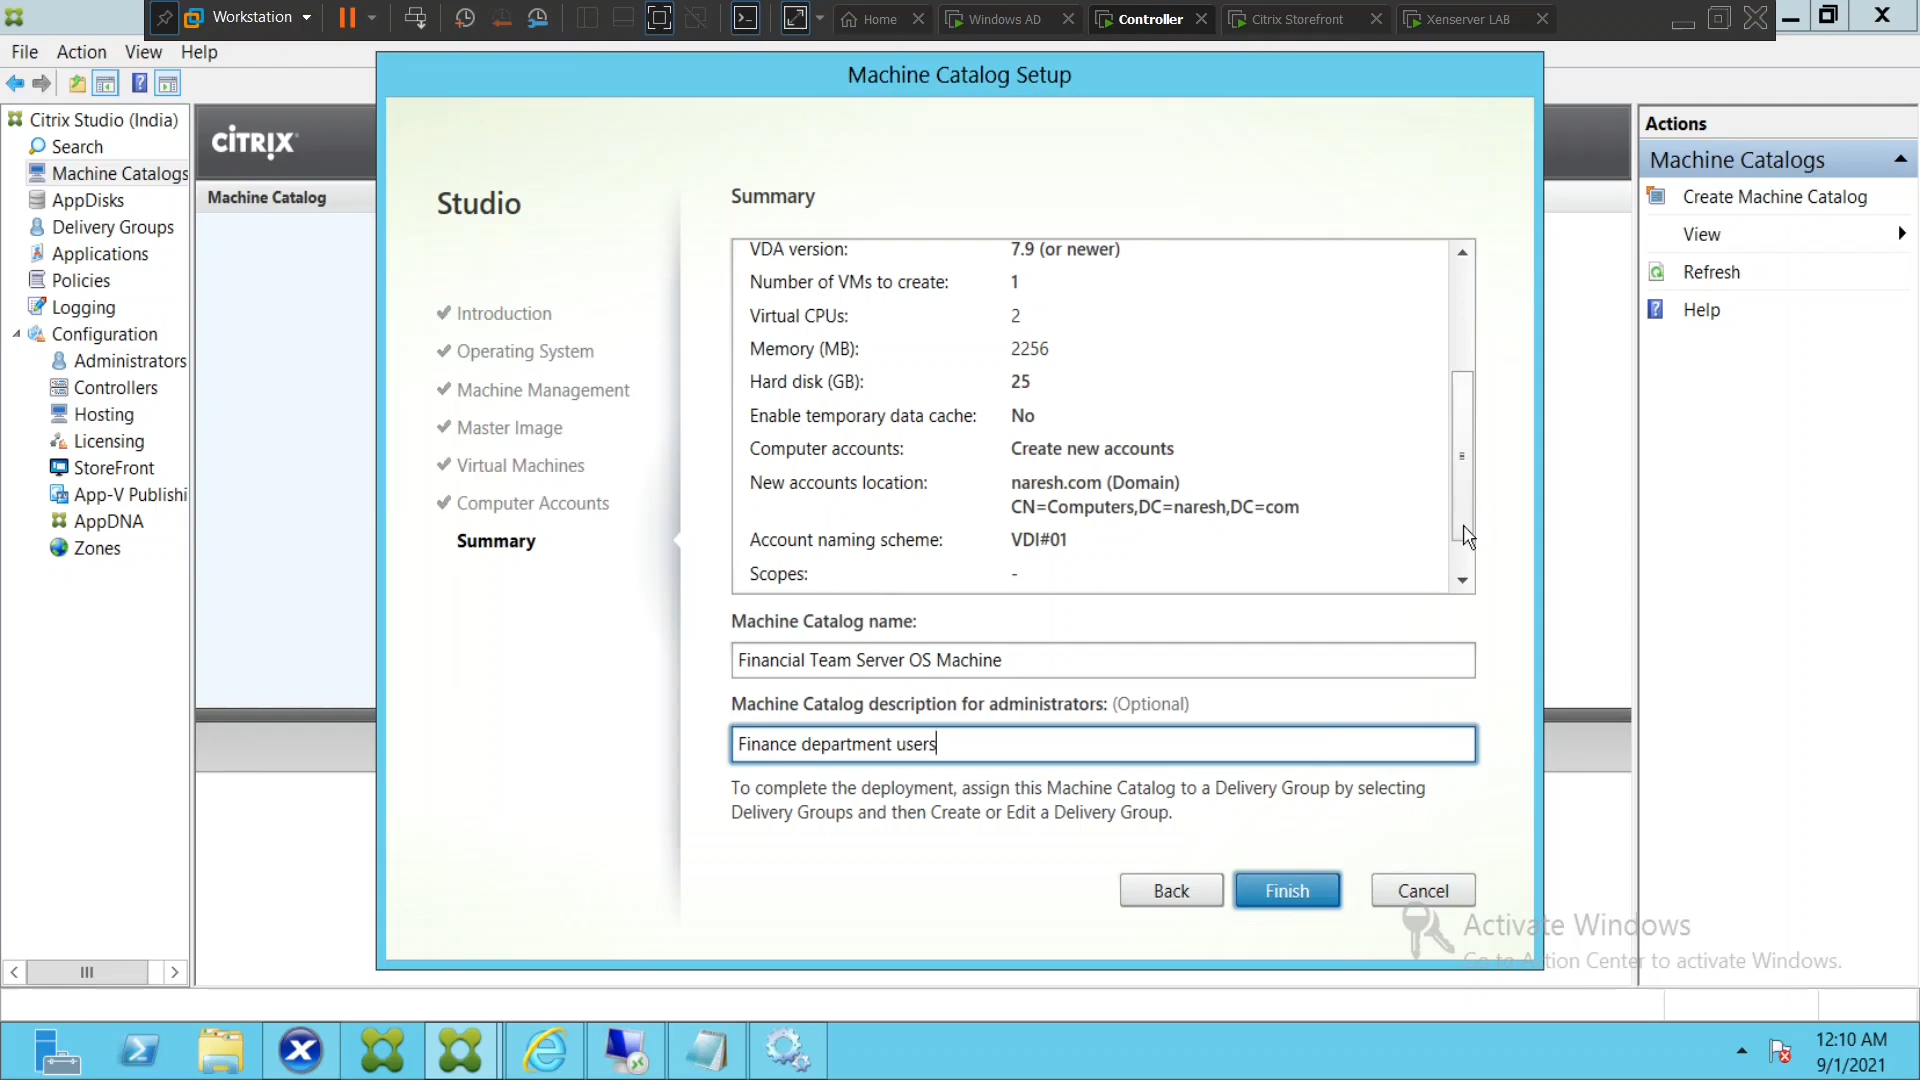 Workstation
Home
Windows AD
Controller
Citrix Storefront
Xenserver LAB
File Action View Help
Machine Catalog Setup
Citrix Studio (India)
Search
Machine Catalogs
AppDisks
Delivery Groups
Applications
Policies
Logging
Configuration
Administrators
Controllers
Hosting
Licensing
StoreFront
App-V Publishi
AppDNA
Zones
CITRIX
Machine Catalog
Studio
Introduction
Operating System
Machine Management
Master Image
Virtual Machines
Computer Accounts
Summary
Summary
VDA version: 7.9 (or newer)
Number of VMs to create: 1
Virtual CPUs: 2
Memory (MB): 2256
Hard disk (GB): 25
Enable temporary data cache: No
Computer accounts: Create new accounts
New accounts location: naresh.com (Domain)
CN=Computers,DC=naresh,DC=com
Account naming scheme: VDI#01
Scopes: -
Machine Catalog name:
Financial Team Server OS Machine
Machine Catalog description for administrators: (Optional)
Finance department users
To complete the deployment, assign this Machine Catalog to a Delivery Group by selecting
Delivery Groups and then Create or Edit a Delivery Group.
Back Finish Cancel
Actions
Machine Catalogs
Create Machine Catalog
View
Refresh
Help
Activate Windows
Go to Action Center to activate Windows.
12:10 AM
9/1/2021